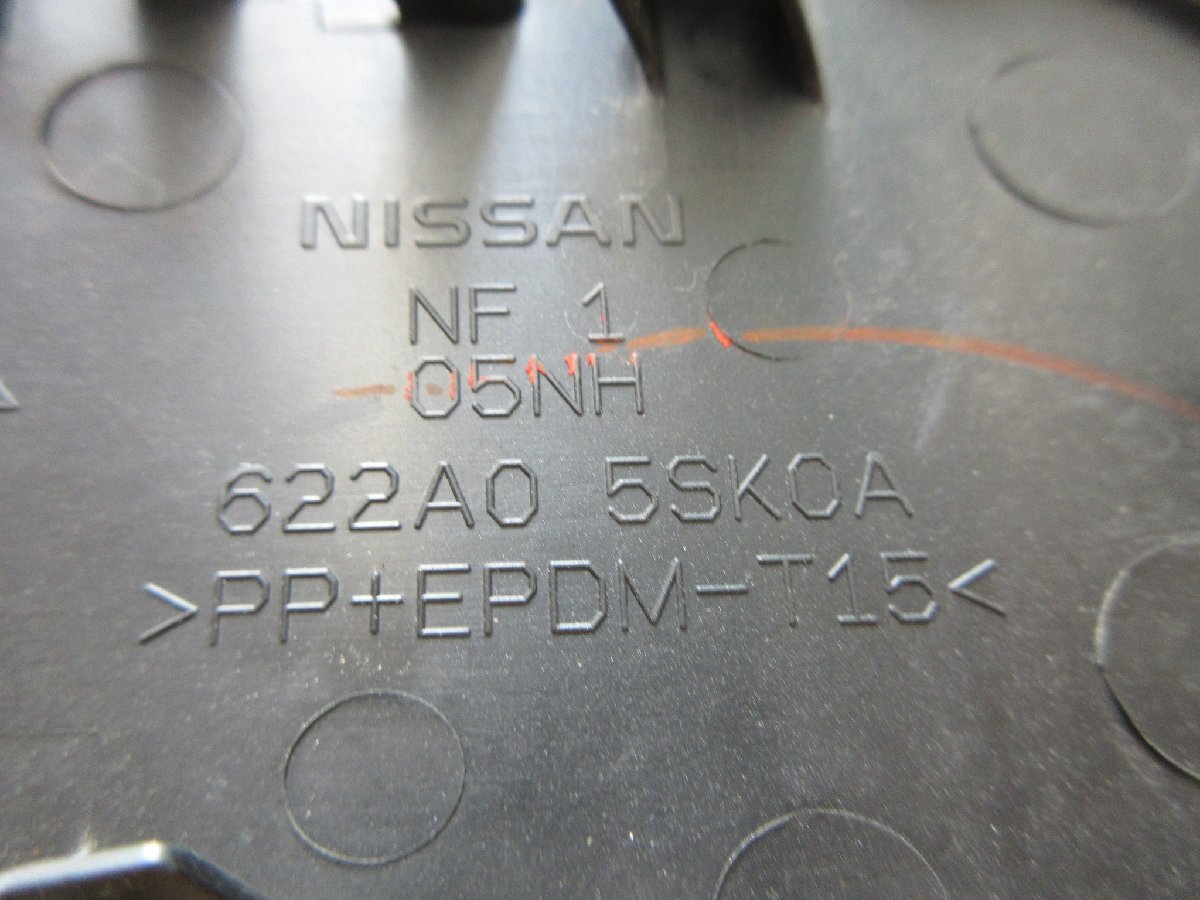 NISSAN
NF 1
05NH
622A0 5SK0A
>PP+EPDM-T15<